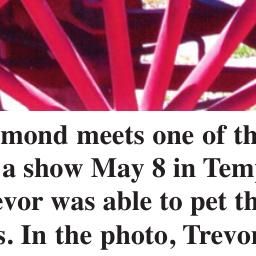 mond meets one of th
a show May 8 in Temp
evor was able to pet th
s. In the photo, Trevor